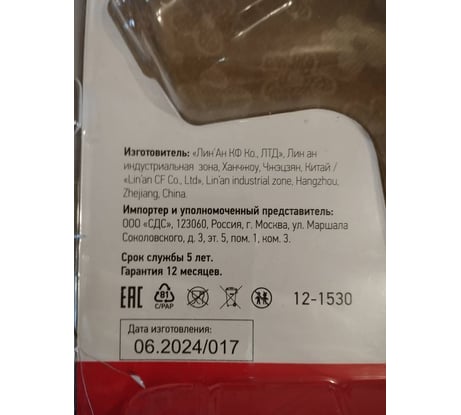 Изготовитель: «Лин'Ан КФ Ко., ЛТД», Лин ан
индустриальная зона, Ханчжоу, Чжэцзян, Китай /
«Lin'an CF Co., Ltd», Lin'an industrial zone, Hangzhou,
Zhejiang, China.
Импортер и уполномоченный представитель:
ООО «СДС», 123060, Россия, г. Москва, ул. Маршала
Соколовского, д. 3, эт. 5, пом. 1, ком. 3.
Срок службы 5 лет.
Гарантия 12 месяцев.
EAC 81 C/PAP 12-1530
Дата изготовления:
06.2024/017